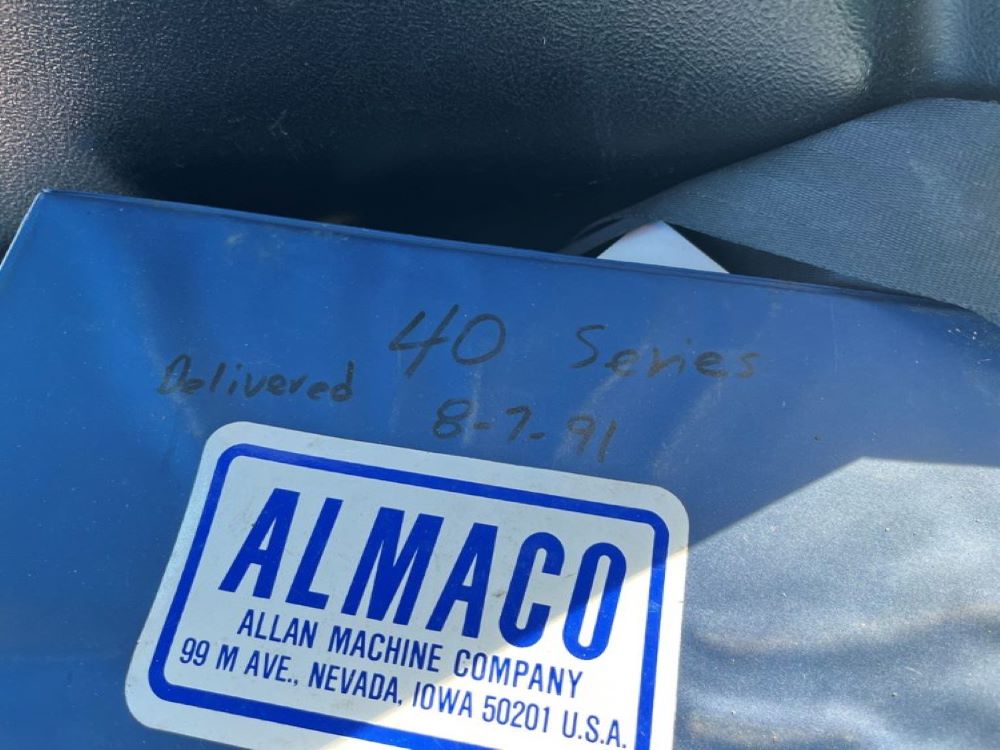 40 Series
Delivered 8-7-91
ALMACO
ALLAN MACHINE COMPANY
99 M AVE., NEVADA, IOWA 50201 U.S.A.